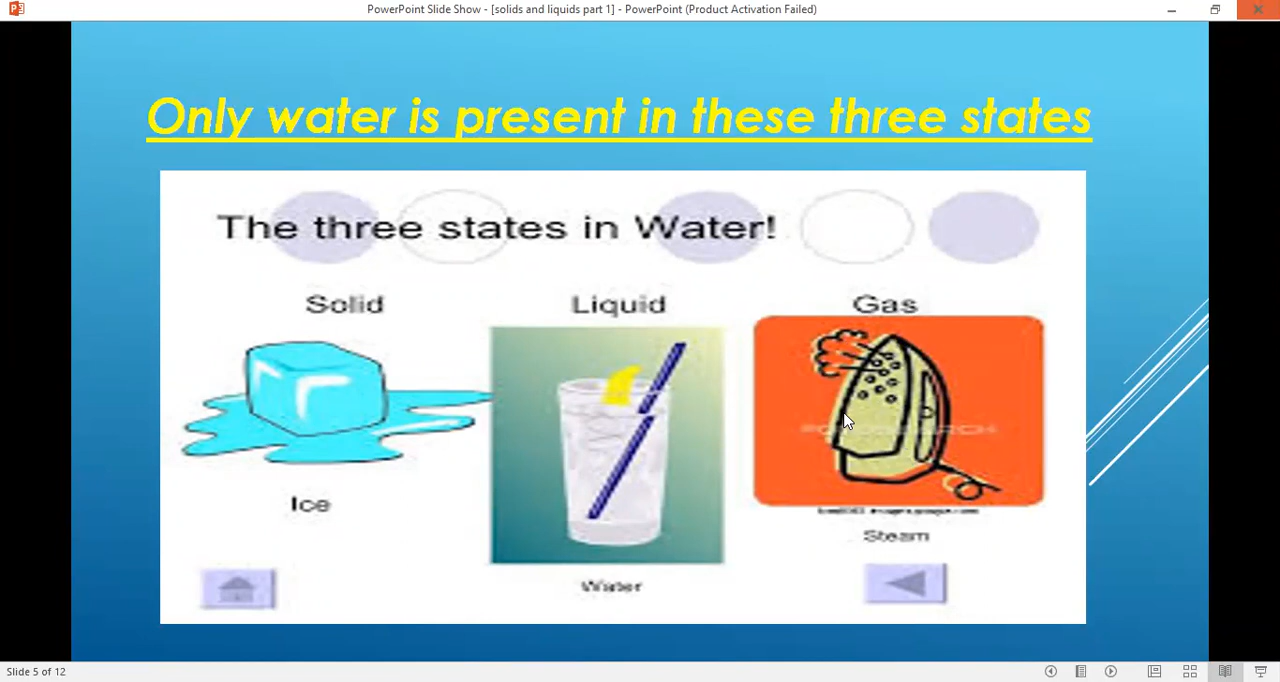 PowerPoint Slide Show - [solids and liquids part 1] - PowerPoint (Product Activation Failed)
Only water is present in these three states
The three states in Water!
Solid
Liquid
Gas
Ice
Steam
Water
Slide 5 of 12